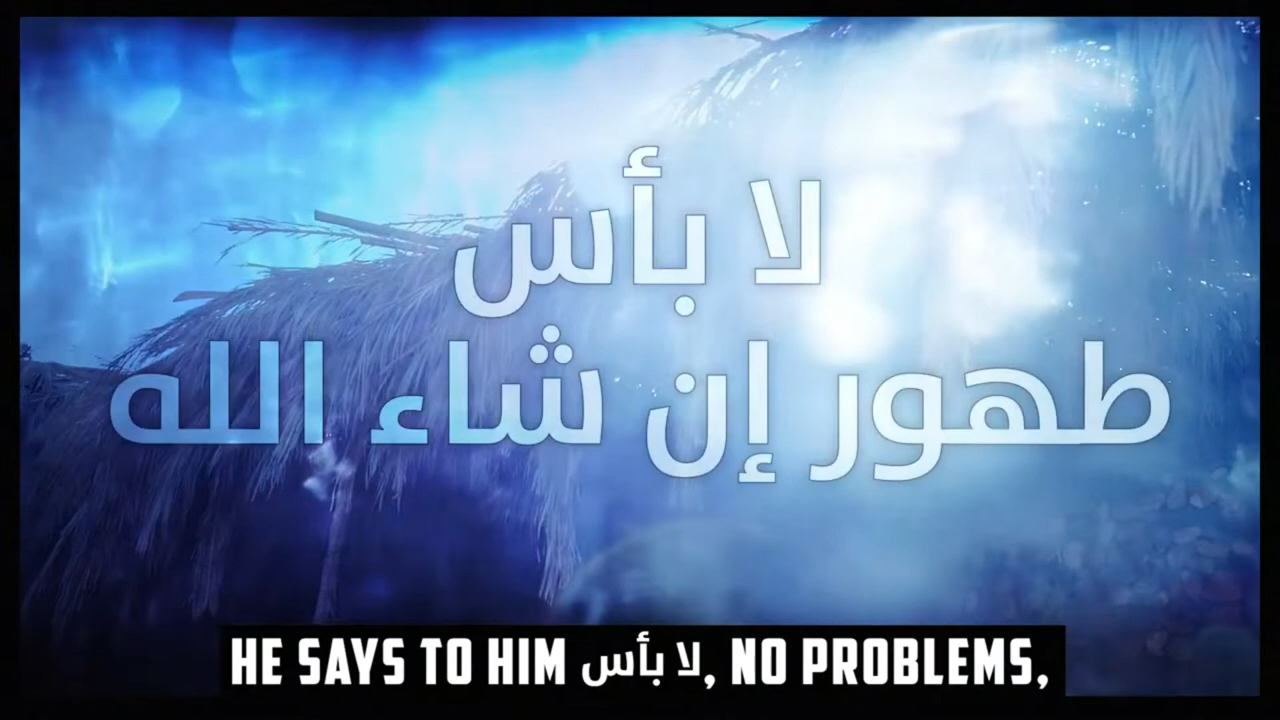 لا بأس
طهور إن شاء الله
HE SAYS TO HIM لا بأس, NO PROBLEMS,